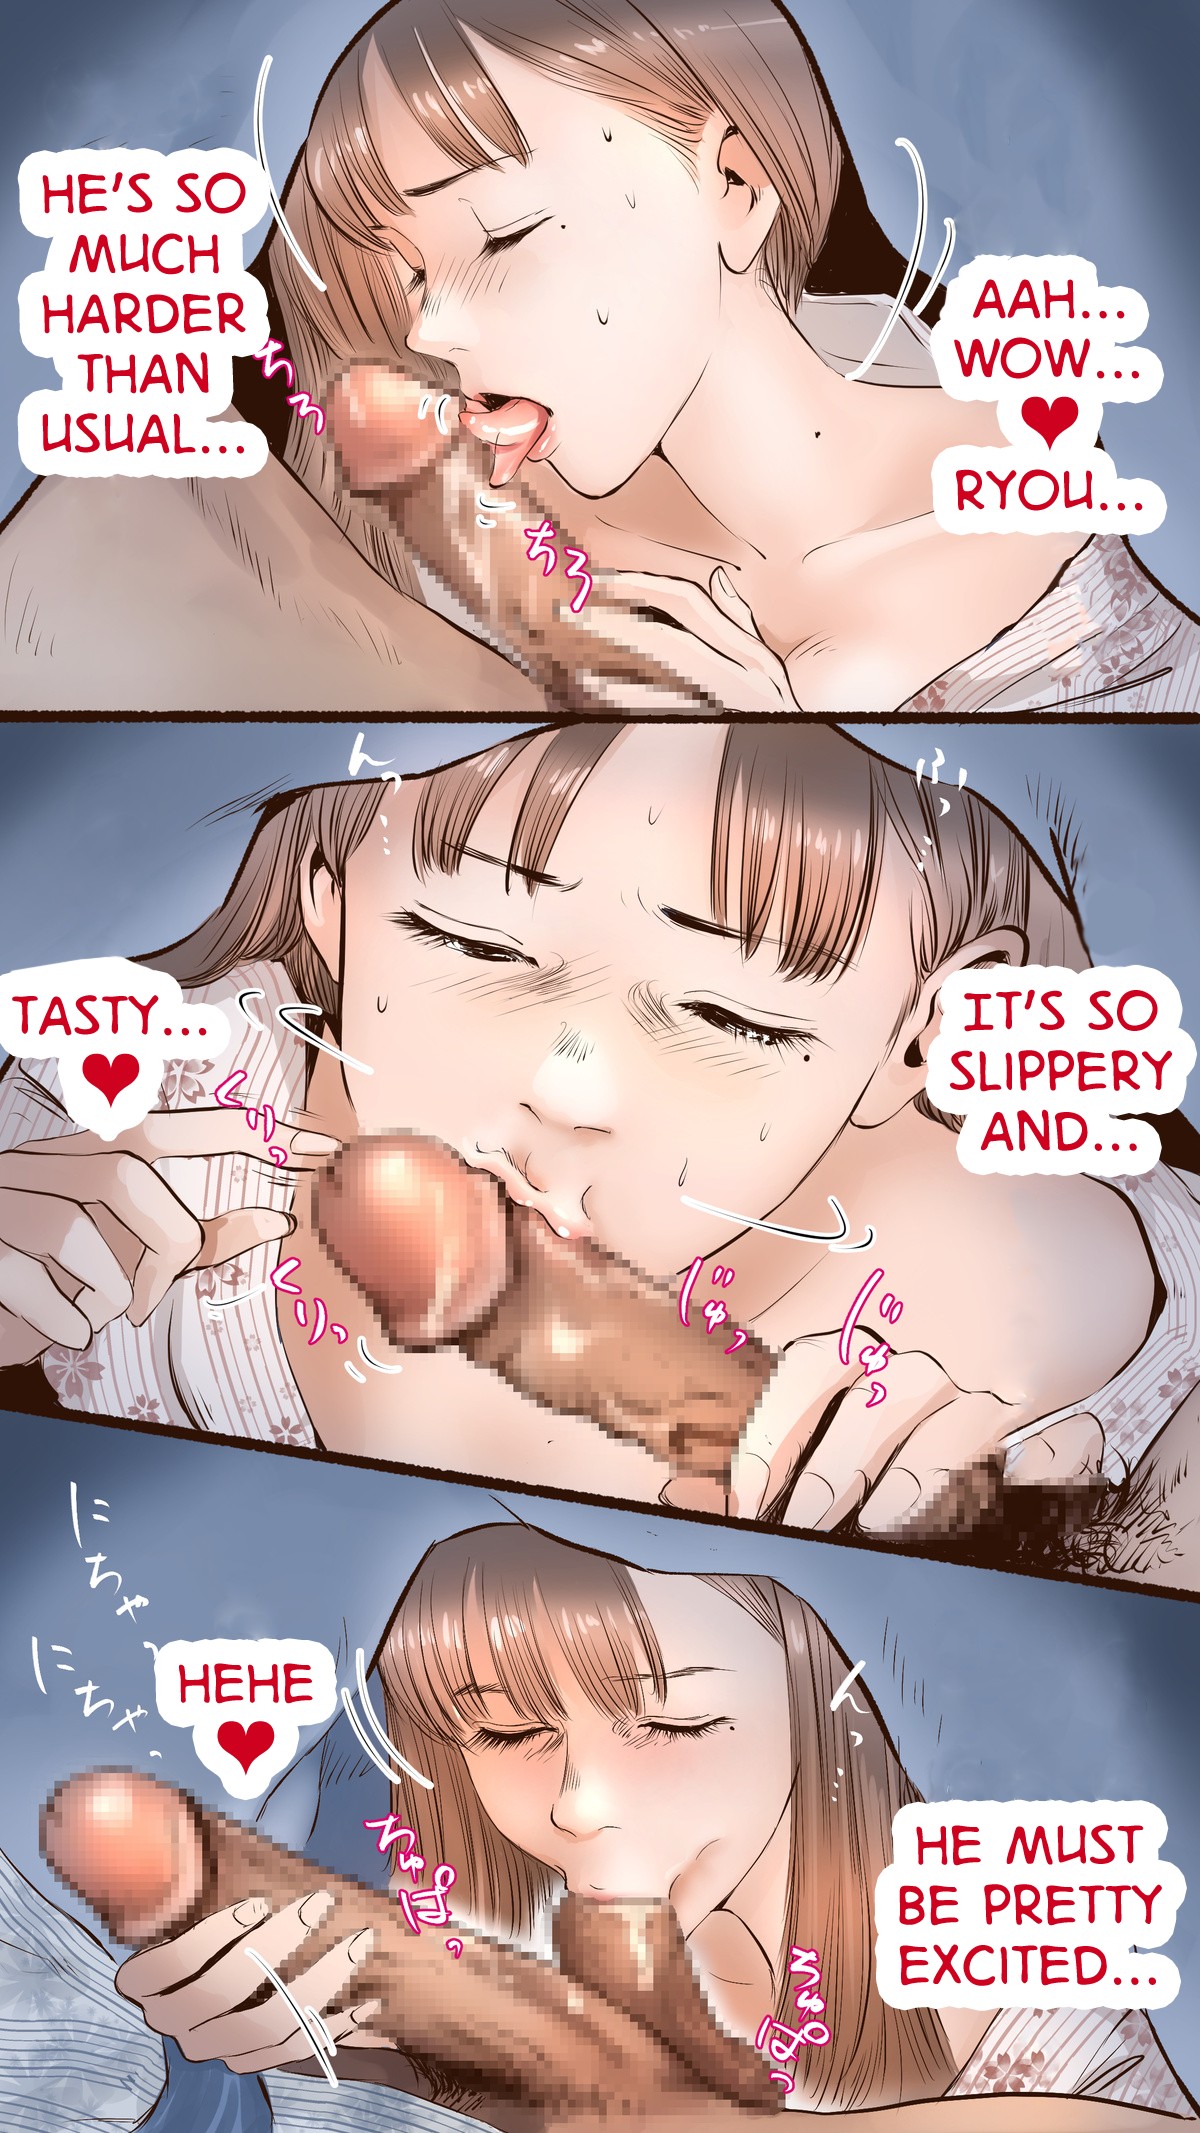 HE'S SO
MUCH
HARDER
THAN
USUAL...
AAH...
WOW...
❤
RYOU...
ちろ
ちろ
んっ…
ふっ…
TASTY...
❤
IT'S SO
SLIPPERY
AND...
くりっ
くりっ
じゅっ
じゅっ
にちゃ
にちゃ
HEHE
❤
んっ…
ちゅぱっ
ちゅぱっ
HE MUST
BE PRETTY
EXCITED...